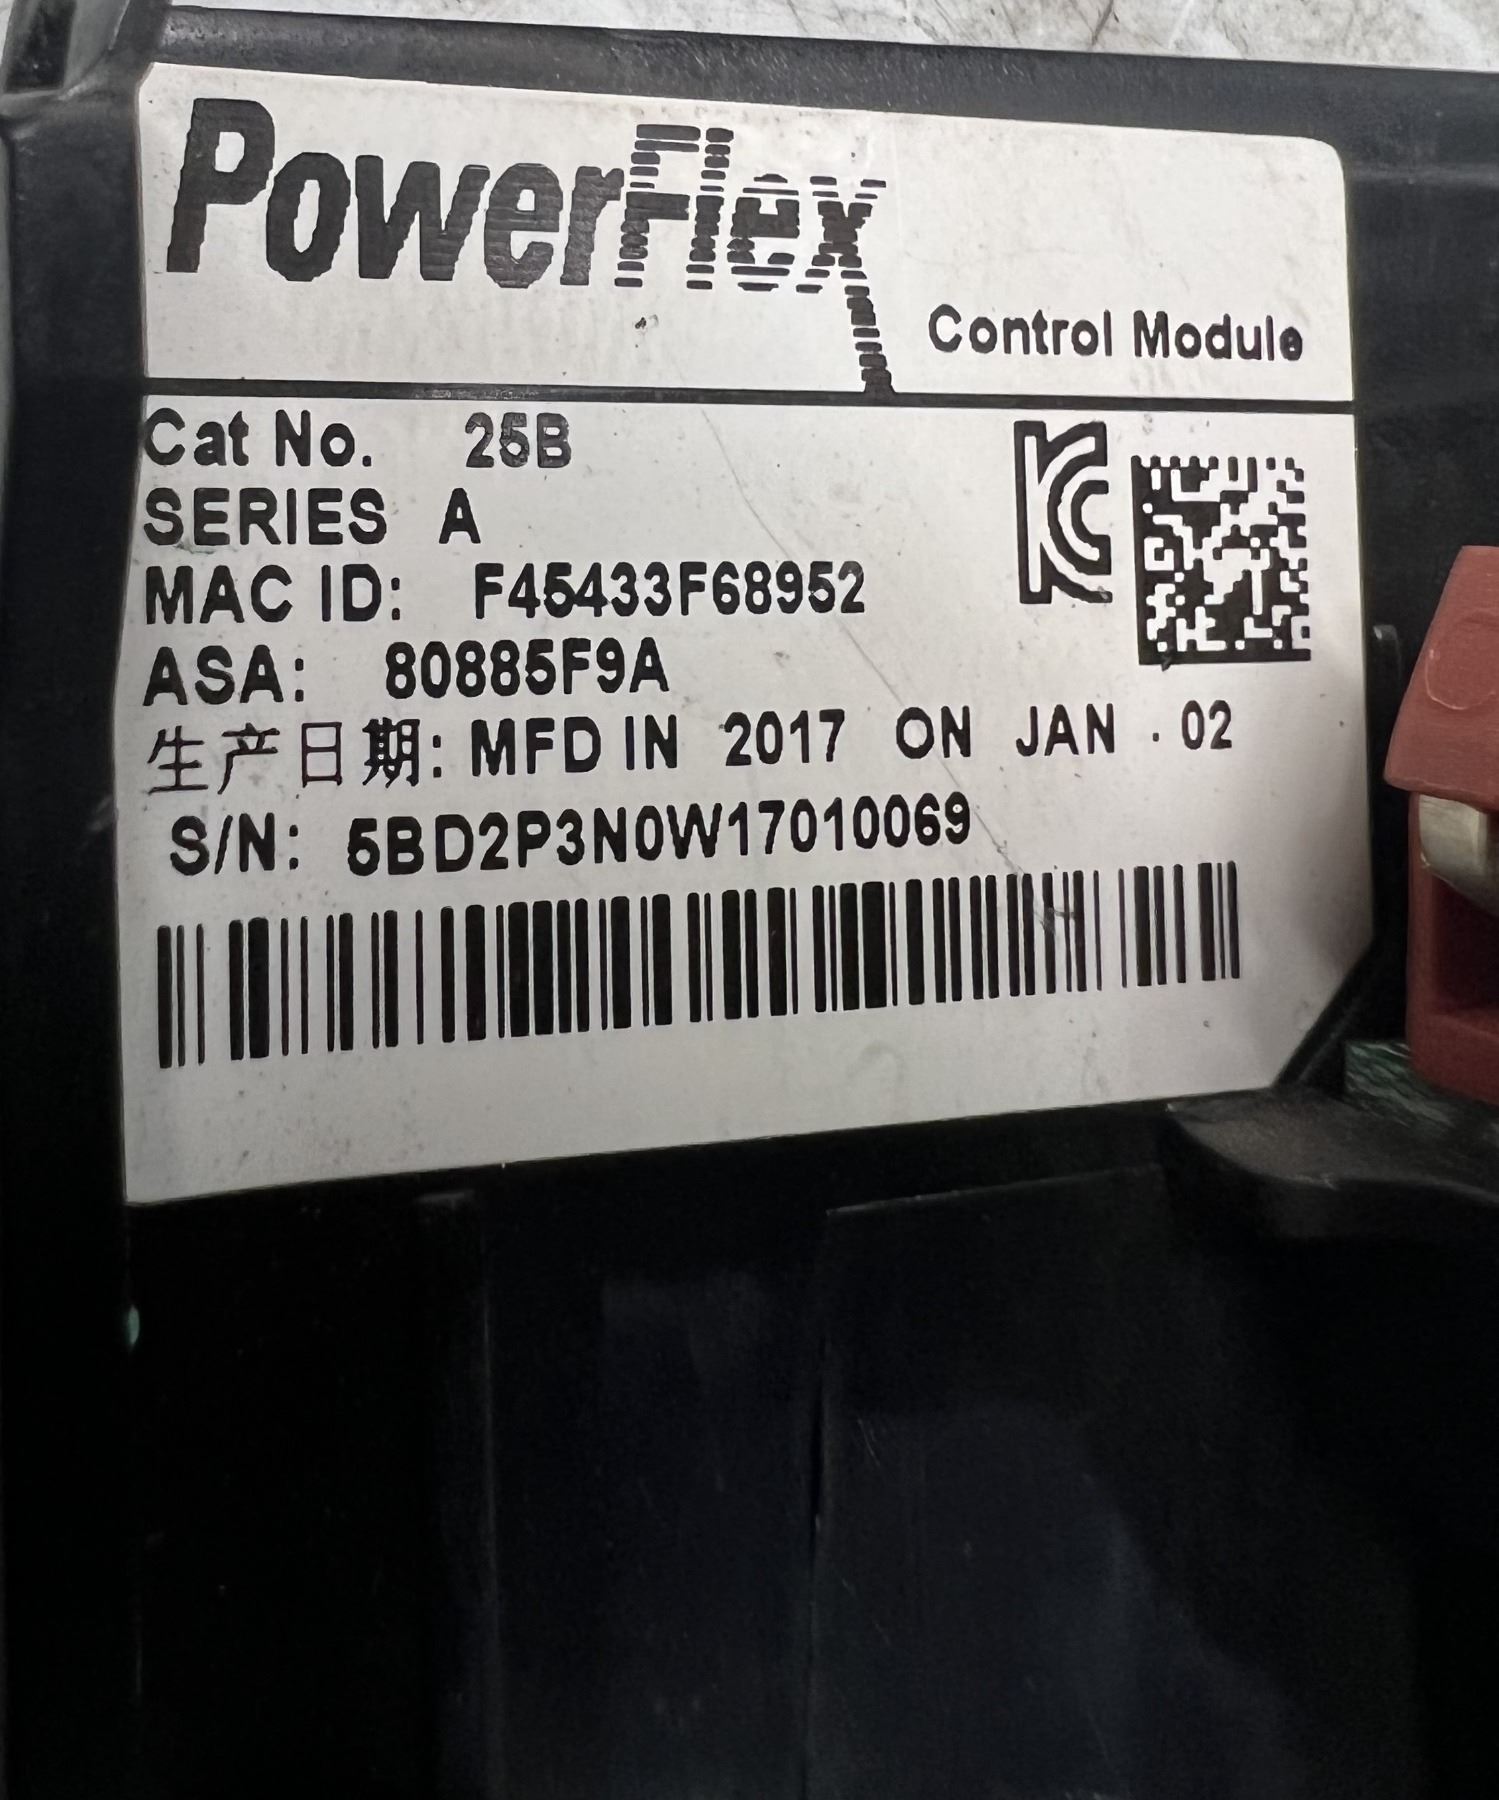 PowerFlex
Control Module
Cat No. 25B
SERIES A
MAC ID: F45433F68952
ASA: 80885F9A
生产日期: MFD IN 2017 ON JAN . 02
S/N: 5BD2P3N0W17010069